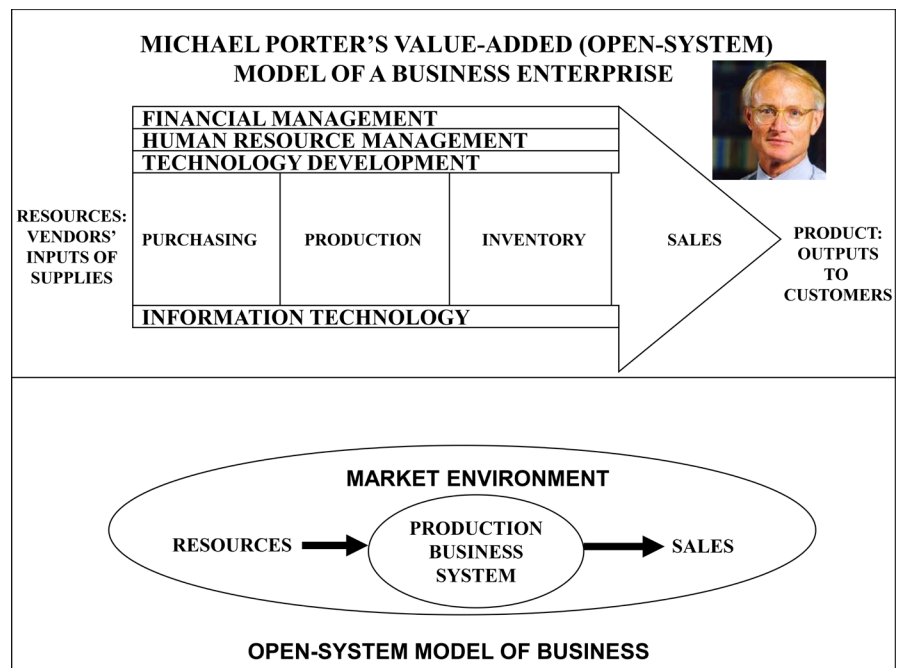 MICHAEL PORTER'S VALUE-ADDED (OPEN-SYSTEM)
MODEL OF A BUSINESS ENTERPRISE
FINANCIAL MANAGEMENT
HUMAN RESOURCE MANAGEMENT
TECHNOLOGY DEVELOPMENT
RESOURCES:
VENDORS'
INPUTS OF
SUPPLIES
PURCHASING
PRODUCTION
INVENTORY
SALES
PRODUCT:
OUTPUTS
TO
CUSTOMERS
INFORMATION TECHNOLOGY
MARKET ENVIRONMENT
RESOURCES
PRODUCTION
BUSINESS
SYSTEM
SALES
OPEN-SYSTEM MODEL OF BUSINESS